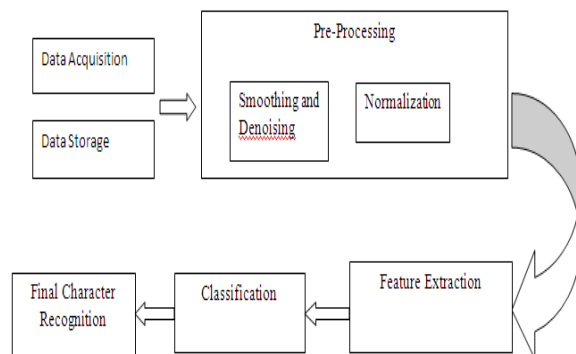 Pre-Processing
Data Acquisition
Smoothing and
Denoising
Normalization
Data Storage
Feature Extraction
Classification
Final Character
Recognition